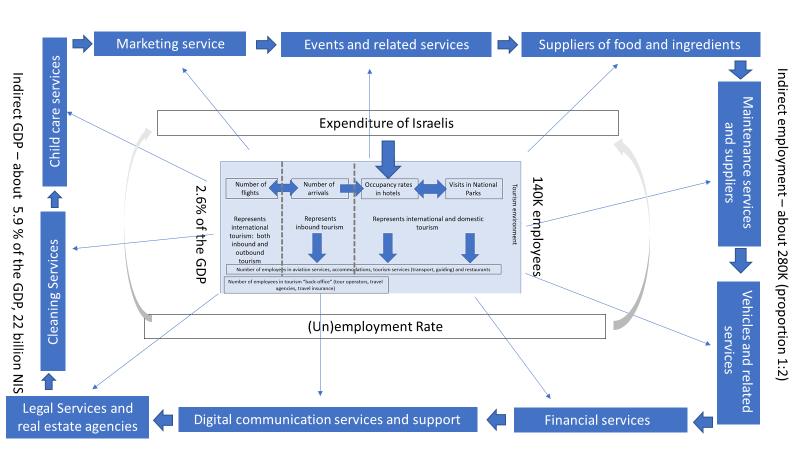 Marketing service
Events and related services
Suppliers of food and ingredients
Maintenance services
and suppliers
Vehicles and related
services
Financial services
Digital communication services and support
Legal Services and
real estate agencies
Cleaning Services
Child care services
Indirect GDP – about 5.9 % of the GDP, 22 billion NIS
Indirect employment – about 280K (proportion 1:2)
Expenditure of Israelis
2.6% of the GDP
140K employees
Tourism environment
Number of
flights
Number of
arrivals
Occupancy rates
in hotels
Visits in National
Parks
Represents
international
tourism: both
inbound and
outbound
tourism
Represents
inbound tourism
Represents international and domestic
tourism
Number of employees in aviation services, accommodations, tourism services (transport, guiding) and restaurants
Number of employees in tourism "back-office" (tour operators, travel
agencies, travel insurance)
(Un)employment Rate